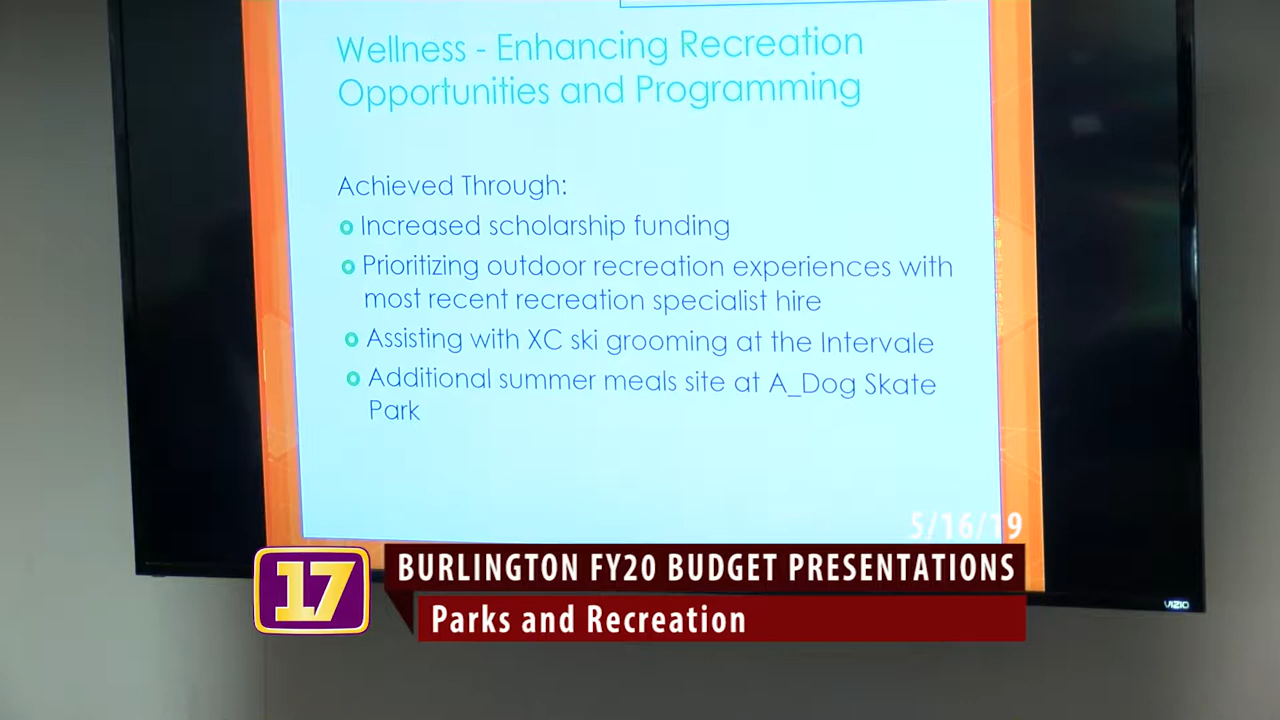 Wellness - Enhancing Recreation
Opportunities and Programming
Achieved Through:
Increased scholarship funding
Prioritizing outdoor recreation experiences with
most recent recreation specialist hire
Assisting with XC ski grooming at the Intervale
Additional summer meals site at A_Dog Skate
Park
5/16/19
17
BURLINGTON FY20 BUDGET PRESENTATIONS
Parks and Recreation
VIZIO